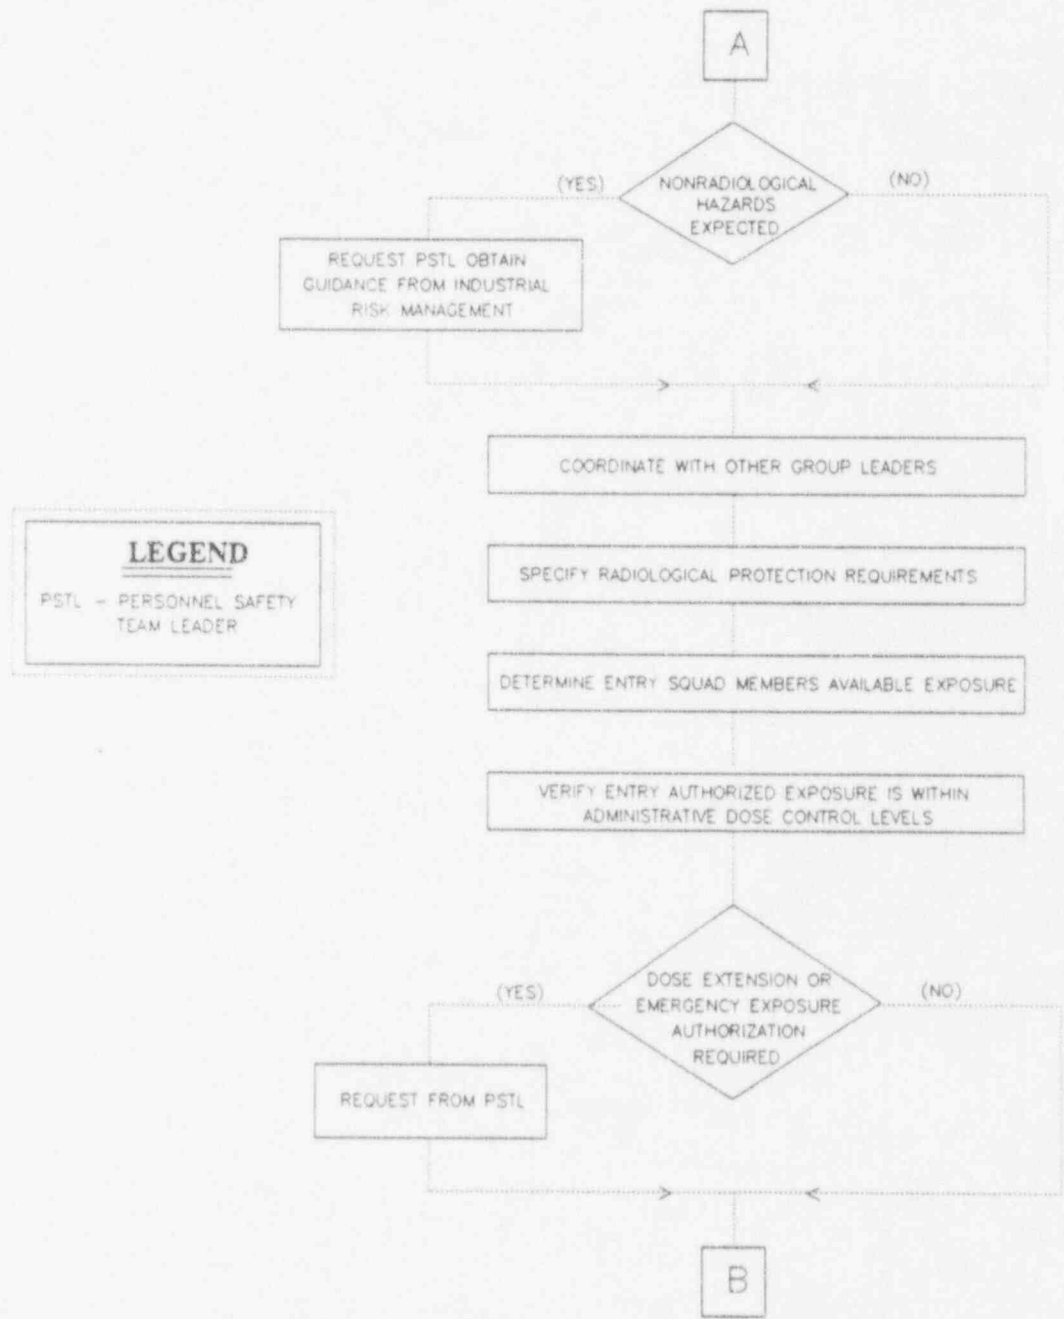 A
(YES)
NONRADIOLOGICAL
HAZARDS
EXPECTED
(NO)
REQUEST PSTL OBTAIN
GUIDANCE FROM INDUSTRIAL
RISK MANAGEMENT
COORDINATE WITH OTHER GROUP LEADERS
LEGEND
PSTL - PERSONNEL SAFETY
TEAM LEADER
SPECIFY RADIOLOGICAL PROTECTION REQUIREMENTS
DETERMINE ENTRY SQUAD MEMBERS AVAILABLE EXPOSURE
VERIFY ENTRY AUTHORIZED EXPOSURE IS WITHIN
ADMINISTRATIVE DOSE CONTROL LEVELS
(YES)
DOSE EXTENSION OR
EMERGENCY EXPOSURE
AUTHORIZATION
REQUIRED
(NO)
REQUEST FROM PSTL
B